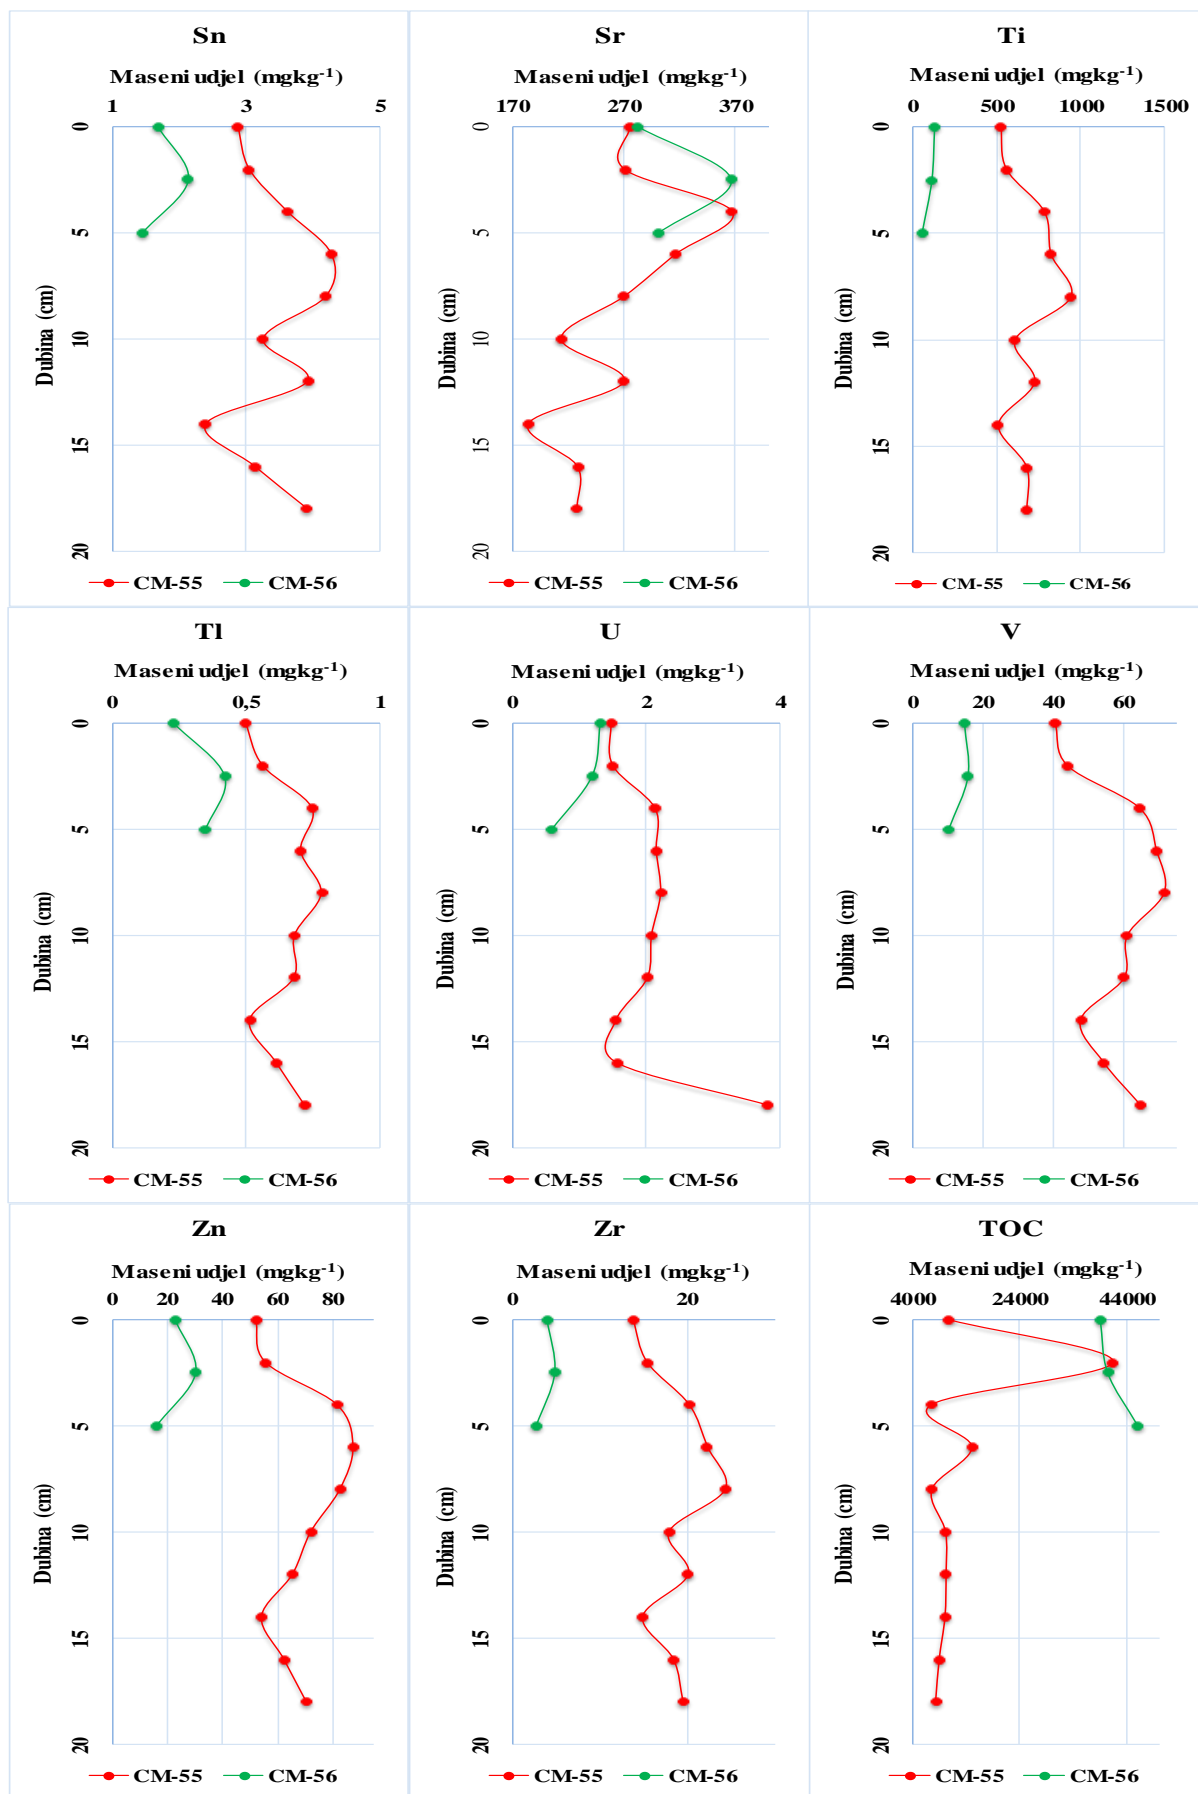 Sn
Maseni udjel (mgkg-1)
1 3 5
0
5
10
15
20
Dubina (cm)
CM-55 CM-56
Sr
Maseni udjel (mgkg-1)
170 270 370
0
5
10
15
20
Dubina (cm)
CM-55 CM-56
Ti
Maseni udjel (mgkg-1)
0 500 1000 1500
0
5
10
15
20
Dubina (cm)
CM-55 CM-56
Tl
Maseni udjel (mgkg-1)
0 0,5 1
0
5
10
15
20
Dubina (cm)
CM-55 CM-56
U
Maseni udjel (mgkg-1)
0 2 4
0
5
10
15
20
Dubina (cm)
CM-55 CM-56
V
Maseni udjel (mgkg-1)
0 20 40 60
0
5
10
15
20
Dubina (cm)
CM-55 CM-56
Zn
Maseni udjel (mgkg-1)
0 20 40 60 80
0
5
10
15
20
Dubina (cm)
CM-55 CM-56
Zr
Maseni udjel (mgkg-1)
0 20
0
5
10
15
20
Dubina (cm)
CM-55 CM-56
TOC
Maseni udjel (mgkg-1)
4000 24000 44000
0
5
10
15
20
Dubina (cm)
CM-55 CM-56